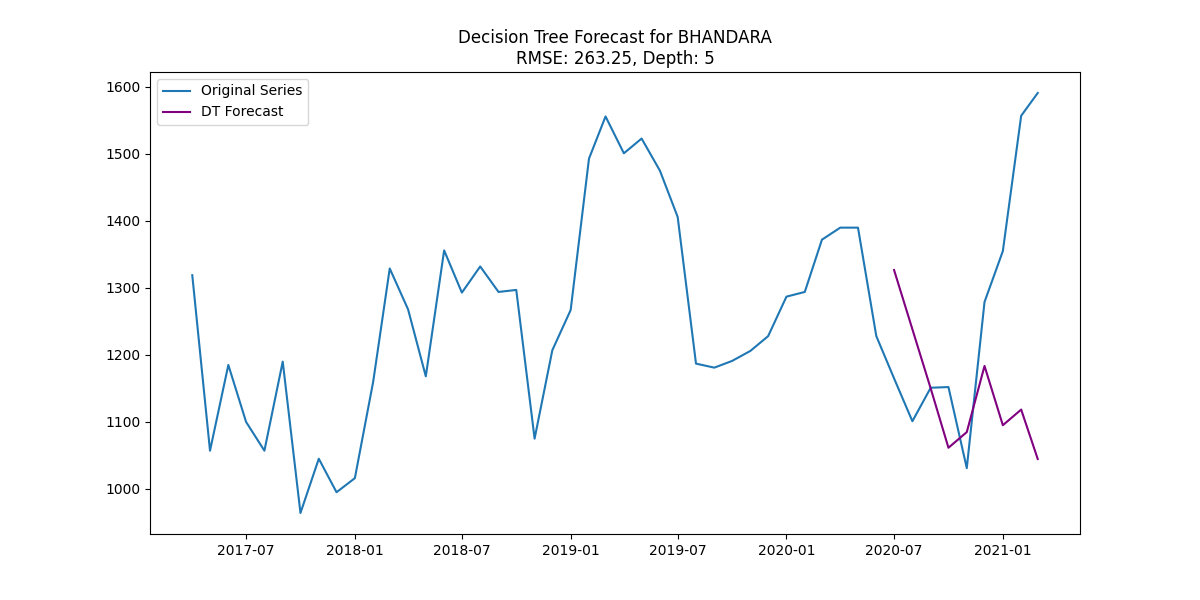 Decision Tree Forecast for BHANDARA
RMSE: 263.25, Depth: 5
Original Series
DT Forecast
1600
1500
1400
1300
1200
1100
1000
2017-07 2018-01 2018-07 2019-01 2019-07 2020-01 2020-07 2021-01